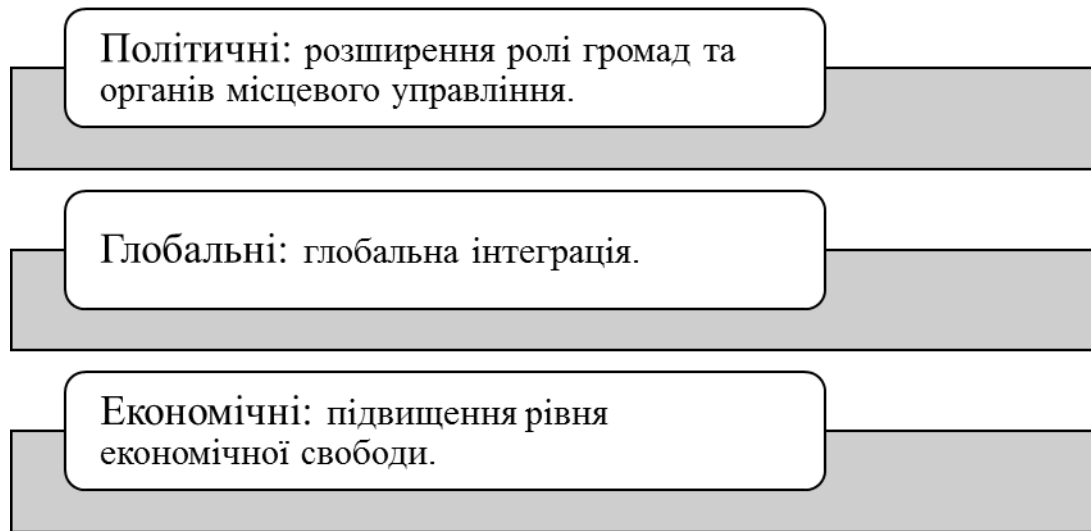 Політичні: розширення ролі громад та
органів місцевого управління.
Глобальні: глобальна інтеграція.
Економічні: підвищення рівня
економічної свободи.